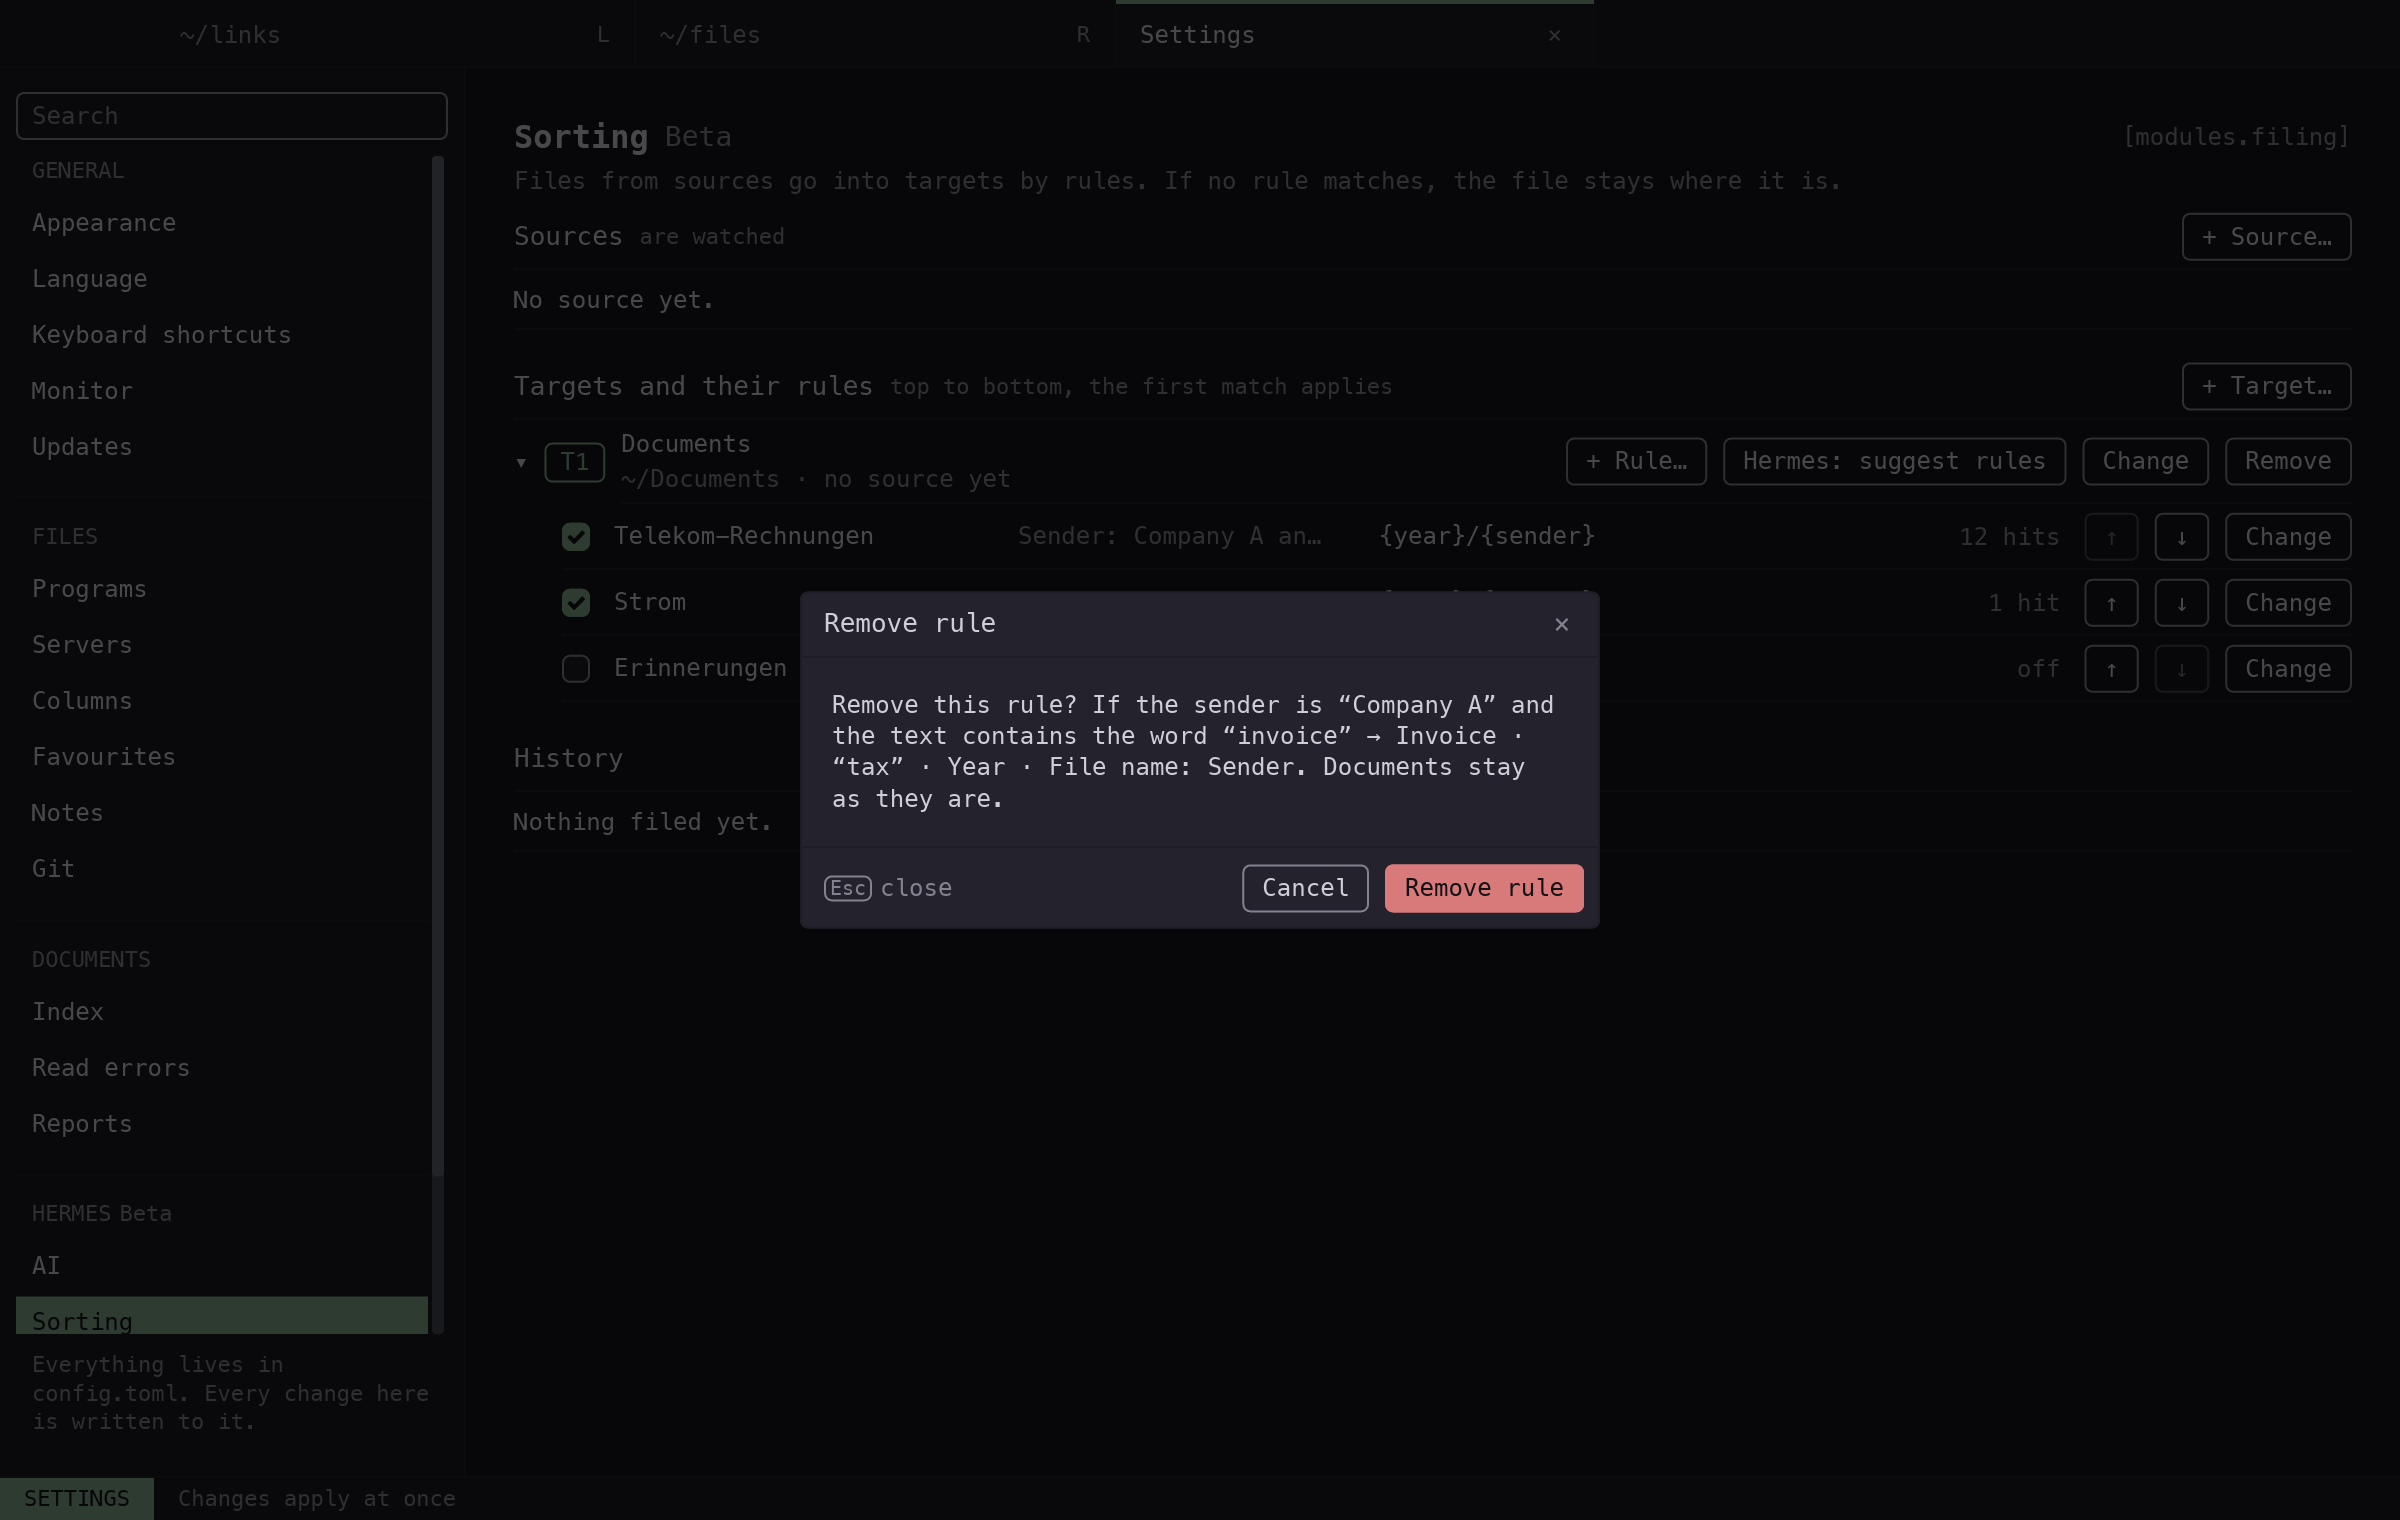 ~/links L ~/files R Settings ×
Search
GENERAL
Appearance
Language
Keyboard shortcuts
Monitor
Updates
FILES
Programs
Servers
Columns
Favourites
Notes
Git
DOCUMENTS
Index
Read errors
Reports
HERMES Beta
AI
Sorting
Everything lives in
config.toml. Every change here
is written to it.
Sorting Beta [modules.filing]
Files from sources go into targets by rules. If no rule matches, the file stays where it is.
Sources are watched + Source…
No source yet.
Targets and their rules top to bottom, the first match applies + Target…
▾ T1 Documents + Rule… Hermes: suggest rules Change Remove
~/Documents · no source yet
Telekom-Rechnungen Sender: Company A an… {year}/{sender} 12 hits ↑ ↓ Change
Strom 1 hit ↑ ↓ Change
Erinnerungen off ↑ ↓ Change
History
Nothing filed yet.
Remove rule ×
Remove this rule? If the sender is “Company A” and
the text contains the word “invoice” → Invoice ·
“tax” · Year · File name: Sender. Documents stay
as they are.
Esc close Cancel Remove rule
SETTINGS Changes apply at once